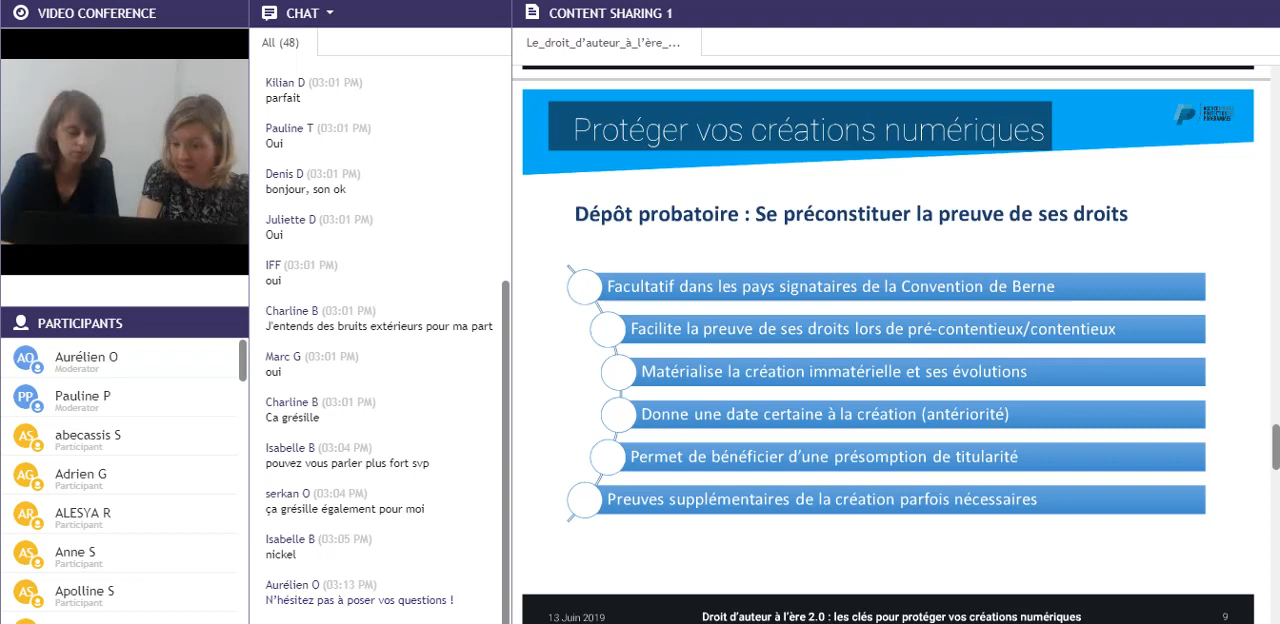 VIDEO CONFERENCE
CHAT
All (48)
Kilian D (03:01 PM)
parfait
Pauline T (03:01 PM)
Oui
Denis D (03:01 PM)
bonjour, son ok
Juliette D (03:01 PM)
Oui
IFF (03:01 PM)
oui
Charline B (03:01 PM)
J'entends des bruits extérieurs pour ma part
Marc G (03:01 PM)
oui
Charline B (03:01 PM)
Ca grésille
Isabelle B (03:04 PM)
pouvez vous parler plus fort svp
serkan O (03:04 PM)
ça grésille également pour moi
Isabelle B (03:05 PM)
nickel
Aurélien O (03:13 PM)
N'hésitez pas à poser vos questions !
PARTICIPANTS
AO
Aurélien O
Moderator
PP
Pauline P
Moderator
AS
abecassis S
Participant
AG
Adrien G
Participant
AR
ALESYA R
Participant
AS
Anne S
Participant
AS
Apolline S
Participant
CONTENT SHARING 1
Le_droit_d’auteur_à_l’ère_...
Protéger vos créations numériques
Dépôt probatoire : Se préconstituer la preuve de ses droits
Facultatif dans les pays signataires de la Convention de Berne
Facilite la preuve de ses droits lors de pré-contentieux/contentieux
Matérialise la création immatérielle et ses évolutions
Donne une date certaine à la création (antériorité)
Permet de bénéficier d’une présomption de titularité
Preuves supplémentaires de la création parfois nécessaires
13 Juin 2019
Droit d’auteur à l’ère 2.0 : les clés pour protéger vos créations numériques
9